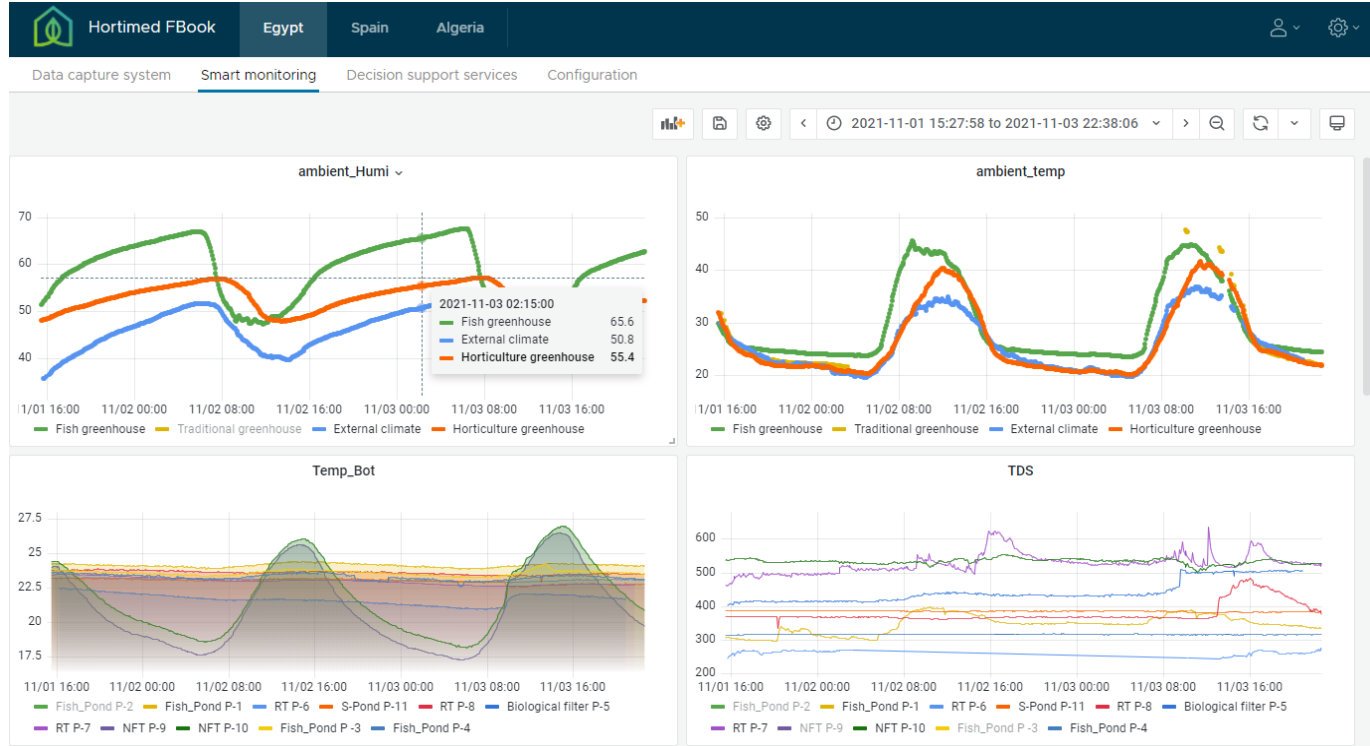 Hortimed FBook Egypt Spain Algeria
Data capture system Smart monitoring Decision support services Configuration
2021-11-01 15:27:58 to 2021-11-03 22:38:06
ambient_Humi
70
60
50
40
2021-11-03 02:15:00
Fish greenhouse 65.6
External climate 50.8
Horticulture greenhouse 55.4
1/01 16:00 11/02 00:00 11/02 08:00 11/02 16:00 11/03 00:00 11/03 08:00 11/03 16:00
Fish greenhouse Traditional greenhouse External climate Horticulture greenhouse
ambient_temp
50
40
30
20
1/01 16:00 11/02 00:00 11/02 08:00 11/02 16:00 11/03 00:00 11/03 08:00 11/03 16:00
Fish greenhouse Traditional greenhouse External climate Horticulture greenhouse
Temp_Bot
27.5
25
22.5
20
17.5
11/01 16:00 11/02 00:00 11/02 08:00 11/02 16:00 11/03 00:00 11/03 08:00 11/03 16:00
Fish_Pond P-2 Fish_Pond P-1 RT P-6 S-Pond P-11 RT P-8 Biological filter P-5
RT P-7 NFT P-9 NFT P-10 Fish_Pond P -3 Fish_Pond P-4
TDS
600
500
400
300
200
11/01 16:00 11/02 00:00 11/02 08:00 11/02 16:00 11/03 00:00 11/03 08:00 11/03 16:00
Fish_Pond P-2 Fish_Pond P-1 RT P-6 S-Pond P-11 RT P-8 Biological filter P-5
RT P-7 NFT P-9 NFT P-10 Fish_Pond P -3 Fish_Pond P-4